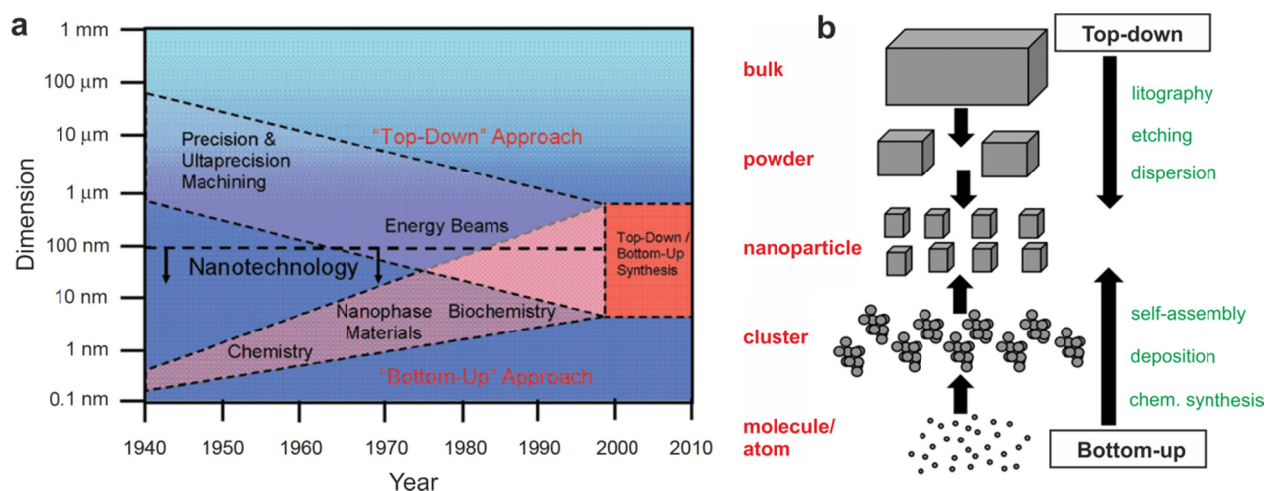 a
1 mm
100 μm
10 μm
1 μm
100 nm
10 nm
1 nm
0.1 nm
Dimension
"Top-Down" Approach
Precision &
Ultaprecision
Machining
Energy Beams
Nanotechnology
Top-Down /
Bottom-Up
Synthesis
Nanophase
Materials
Biochemistry
Chemistry
"Bottom-Up" Approach
1940
1950
1960
1970
1980
1990
2000
2010
Year
b
Top-down
bulk
litography
etching
dispersion
powder
nanoparticle
cluster
self-assembly
deposition
chem. synthesis
molecule/
atom
Bottom-up